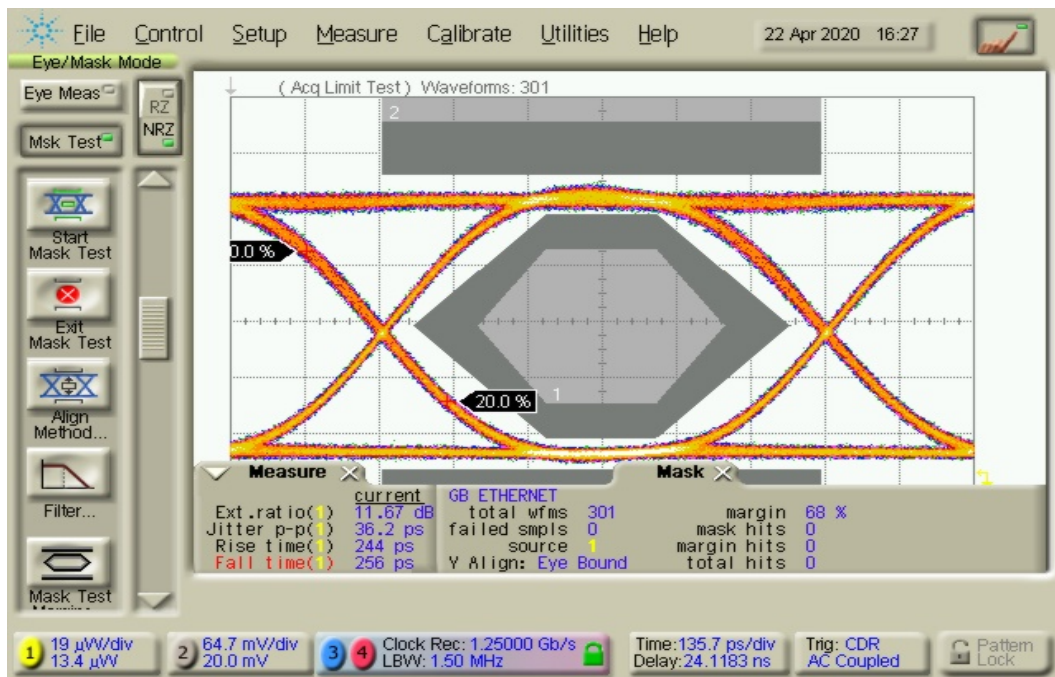 File Control Setup Measure Calibrate Utilities Help 22 Apr 2020 16:27
Eye/Mask Mode
Eye Meas
RZ
NRZ
Msk Test
( Acq Limit Test ) Waveforms: 301
2
Start
Mask Test
0.0 %
Exit
Mask Test
20.0 %
1
Align
Method...
Filter...
Mask Test
Measure
current
Ext.ratio(1) 11.67 dB
Jitter p-p(1) 36.2 ps
Rise time(1) 244 ps
Fall time(1) 256 ps
Mask
GB ETHERNET
total wfms 301
failed smpls 0
source 1
Y Align: Eye Bound
margin 68 %
mask hits 0
margin hits 0
total hits 0
1 19 µW/div
13.4 µW
2 64.7 mV/div
20.0 mV
3 4 Clock Rec: 1.25000 Gb/s
LBW: 1.50 MHz
Time:135.7 ps/div
Delay:24.1183 ns
Trig: CDR
AC Coupled
Pattern
Lock